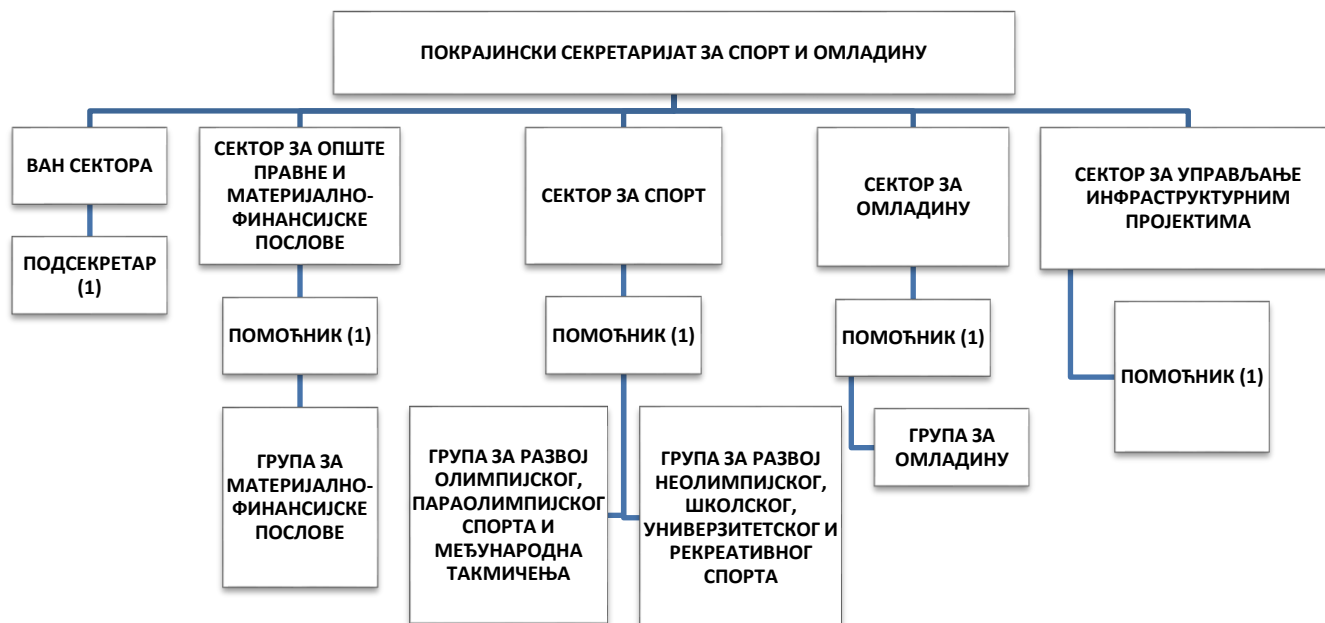 ПОКРАЈИНСКИ СЕКРЕТАРИЈАТ ЗА СПОРТ И ОМЛАДИНУ
ВАН СЕКТОРА
ПОДСЕКРЕТАР
(1)
СЕКТОР ЗА ОПШТЕ
ПРАВНЕ И
МАТЕРИЈАЛНО-
ФИНАНСИЈСКЕ
ПОСЛОВЕ
ПОМОЋНИК (1)
ГРУПА ЗА
МАТЕРИЈАЛНО-
ФИНАНСИЈСКЕ
ПОСЛОВЕ
СЕКТОР ЗА СПОРТ
ПОМОЋНИК (1)
ГРУПА ЗА РАЗВОЈ
ОЛИМПИЈСКОГ,
ПАРАОЛИМПИЈСКОГ
СПОРТА И
МЕЂУНАРОДНА
ТАКМИЧЕЊА
ГРУПА ЗА РАЗВОЈ
НЕОЛИМПИЈСКОГ,
ШКОЛСКОГ,
УНИВЕРЗИТЕТСКОГ И
РЕКРЕАТИВНОГ
СПОРТА
СЕКТОР ЗА
ОМЛАДИНУ
ПОМОЋНИК (1)
ГРУПА ЗА
ОМЛАДИНУ
СЕКТОР ЗА УПРАВЉАЊЕ
ИНФРАСТРУКТУРНИМ
ПРОЈЕКТИМА
ПОМОЋНИК (1)